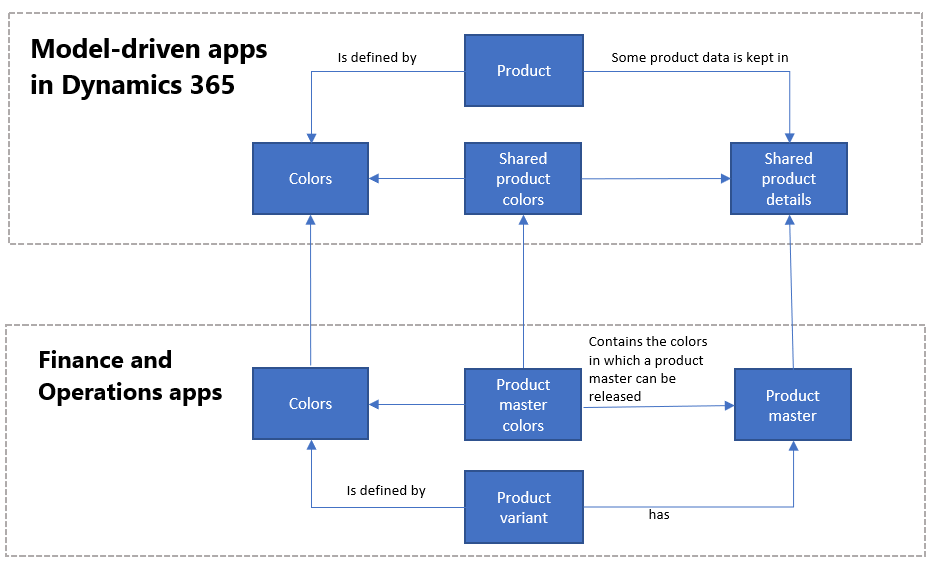 Model-driven apps
in Dynamics 365
Is defined by
Product
Some product data is kept in
Colors
Shared
product
colors
Shared
product
details
Finance and
Operations apps
Contains the colors
in which a product
master can be
released
Colors
Product
master
colors
Product
master
Is defined by
Product
variant
has